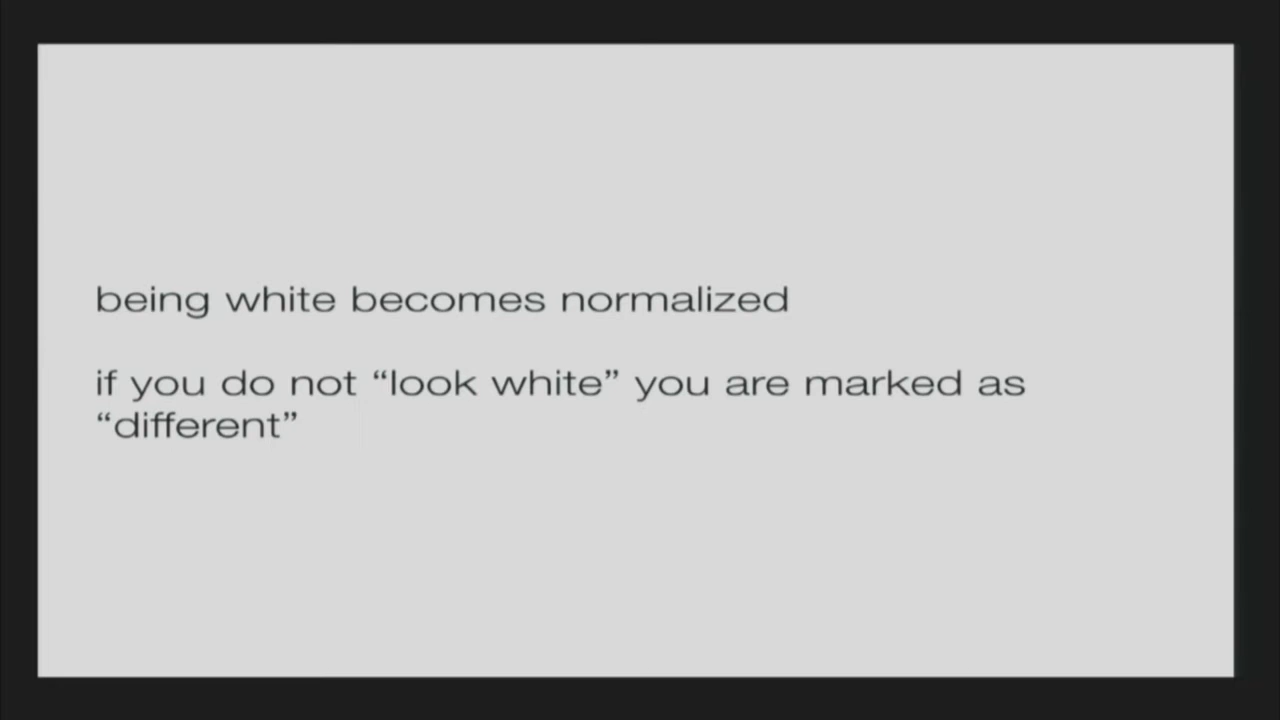 being white becomes normalized
if you do not “look white” you are marked as
“different”